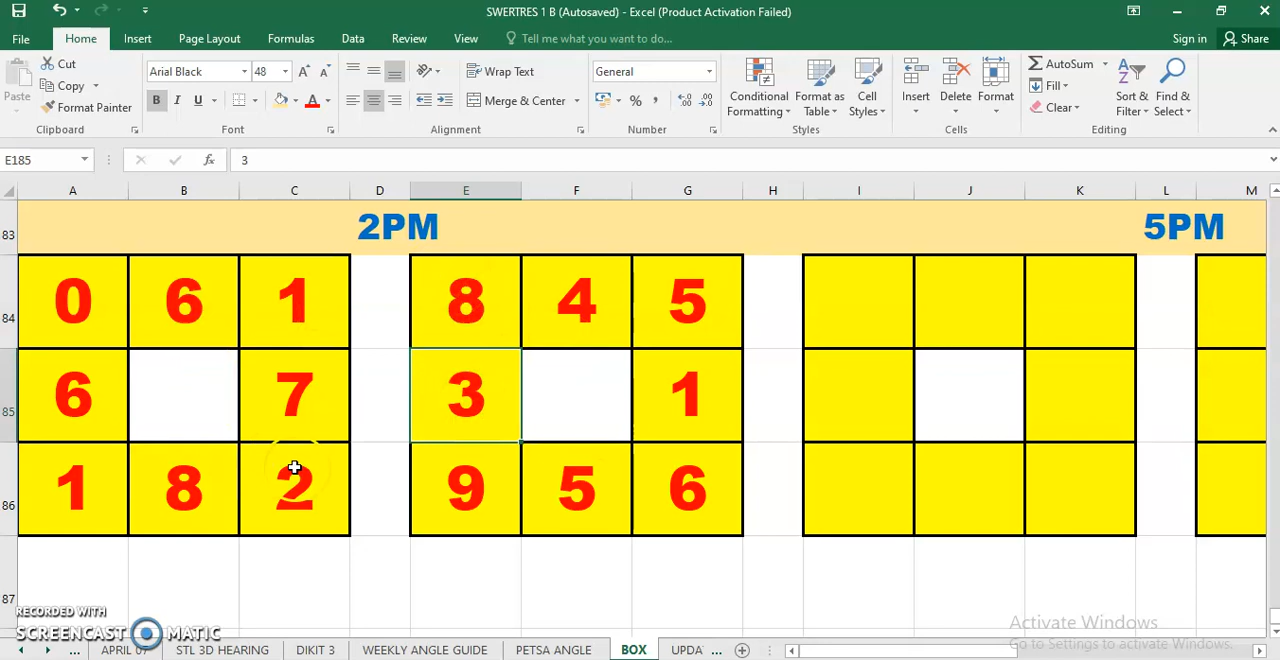 SWERTRES 1 B (Autosaved) - Excel (Product Activation Failed)
File Home Insert Page Layout Formulas Data Review View Tell me what you want to do... Sign in Share
Paste
Cut
Copy
Format Painter
Clipboard
Arial Black 48 A A
B I U A
Font
Wrap Text
Merge & Center
Alignment
General
% , .0 .00
Number
Conditional Formatting
Format as Table
Cell Styles
Styles
Insert Delete Format
Cells
AutoSum
Fill
Clear
Sort & Filter
Find & Select
Editing
E185 fx 3
A B C D E F G H I J K L M
83 2PM 5PM
84 0 6 1 8 4 5
85 6 7 3 1
86 1 8 2 9 5 6
87
RECORDED WITH
SCREENCAST MATIC
Activate Windows
Go to Settings to activate Windows.
... APRIL 07 STL 3D HEARING DIGIT 3 WEEKLY ANGLE GUIDE PETSA ANGLE BOX UPDA ...